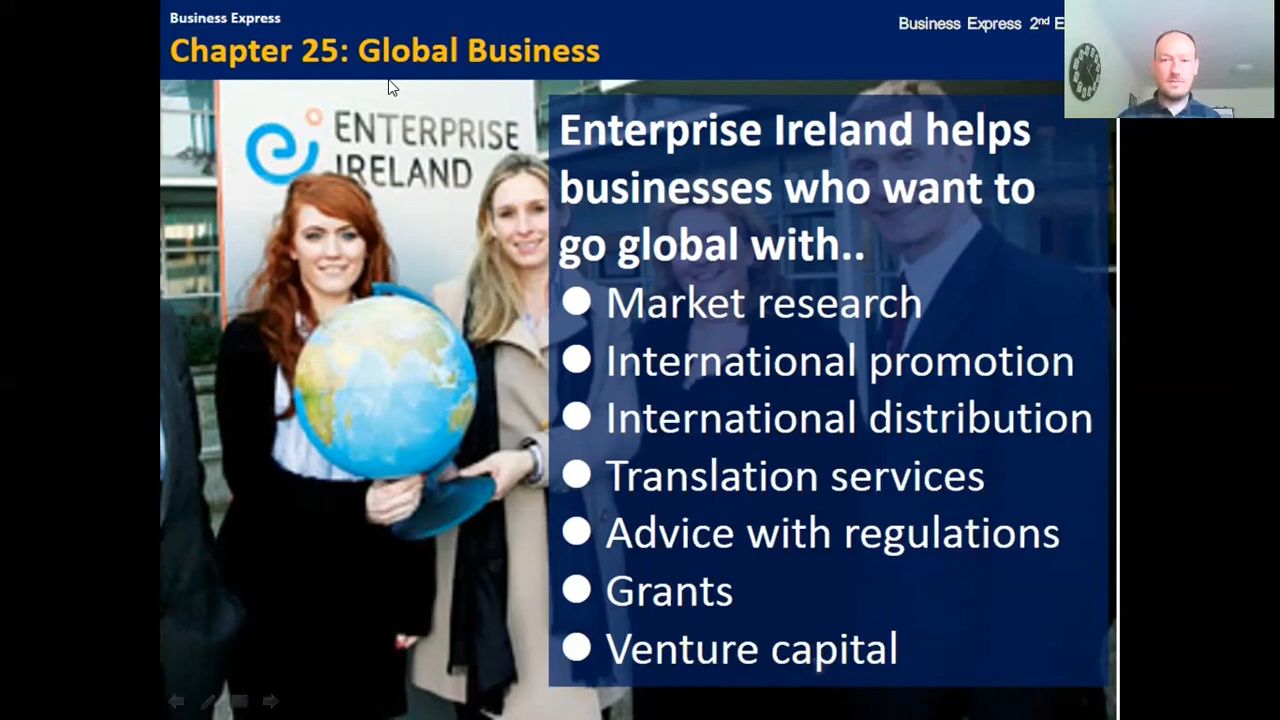 Business Express
Chapter 25: Global Business
Business Express 2nd E
ENTERPRISE
IRELAND
Enterprise Ireland helps
businesses who want to
go global with..
● Market research
● International promotion
● International distribution
● Translation services
● Advice with regulations
● Grants
● Venture capital